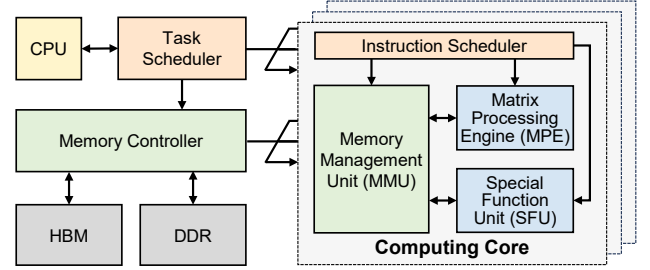 CPU
Task
Scheduler
Instruction Scheduler
Memory Controller
Memory
Management
Unit (MMU)
Matrix
Processing
Engine (MPE)
Special
Function
Unit (SFU)
HBM
DDR
Computing Core